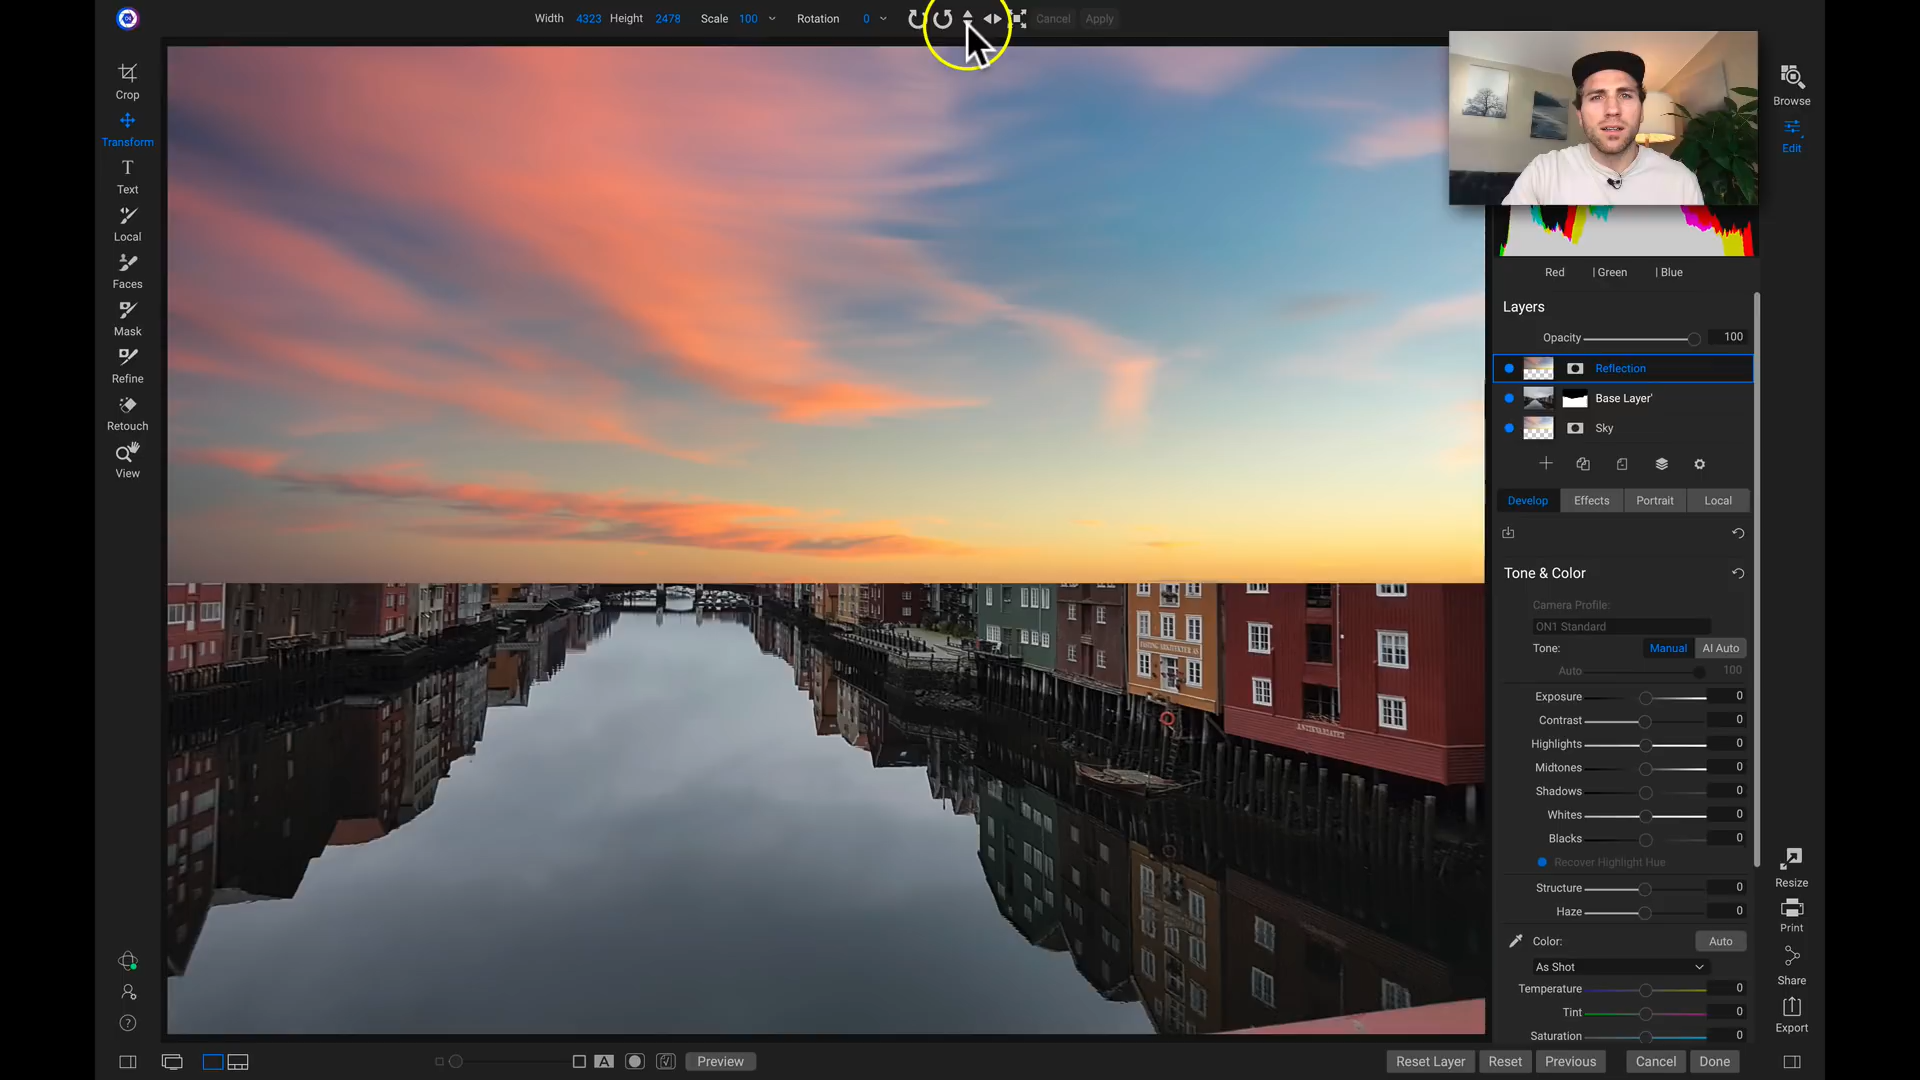 Width 4323 Height 2478 Scale 100 Rotation 0 Cancel Apply
Crop
Transform
Text
Local
Faces
Mask
Refine
Retouch
View
Browse
Edit
Red | Green | Blue
Layers
Opacity 100
Reflection
Base Layer'
Sky
Develop Effects Portrait Local
Tone & Color
Camera Profile:
ON1 Standard
Tone: Manual AI Auto
Auto 100
Exposure 0
Contrast 0
Highlights 0
Midtones 0
Shadows 0
Whites 0
Blacks 0
Recover Highlight Hue
Structure 0
Haze 0
Color: Auto
As Shot
Temperature 0
Tint 0
Saturation 0
Resize
Print
Share
Export
ANTIKVARIATET
A Preview
Reset Layer Reset Previous Cancel Done